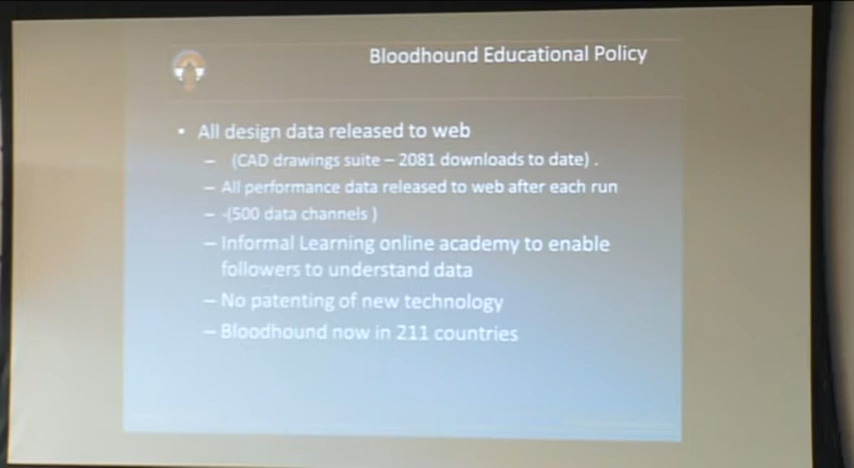 Bloodhound Educational Policy
• All design data released to web
– (CAD drawings suite – 2081 downloads to date) .
– All performance data released to web after each run
– -(500 data channels )
– Informal Learning online academy to enable
followers to understand data
– No patenting of new technology
– Bloodhound now in 211 countries